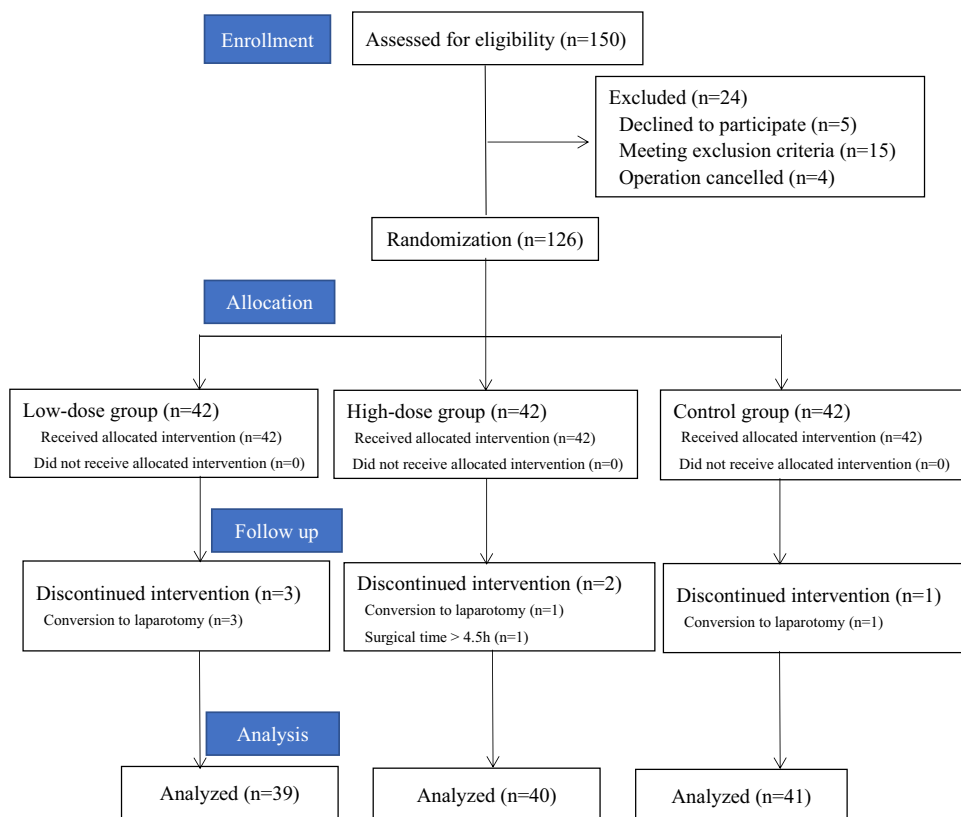 Enrollment
Assessed for eligibility (n=150)
Excluded (n=24)
Declined to participate (n=5)
Meeting exclusion criteria (n=15)
Operation cancelled (n=4)
Randomization (n=126)
Allocation
Low-dose group (n=42)
Received allocated intervention (n=42)
Did not receive allocated intervention (n=0)
High-dose group (n=42)
Received allocated intervention (n=42)
Did not receive allocated intervention (n=0)
Control group (n=42)
Received allocated intervention (n=42)
Did not receive allocated intervention (n=0)
Follow up
Discontinued intervention (n=3)
Conversion to laparotomy (n=3)
Discontinued intervention (n=2)
Conversion to laparotomy (n=1)
Surgical time > 4.5h (n=1)
Discontinued intervention (n=1)
Conversion to laparotomy (n=1)
Analysis
Analyzed (n=39)
Analyzed (n=40)
Analyzed (n=41)